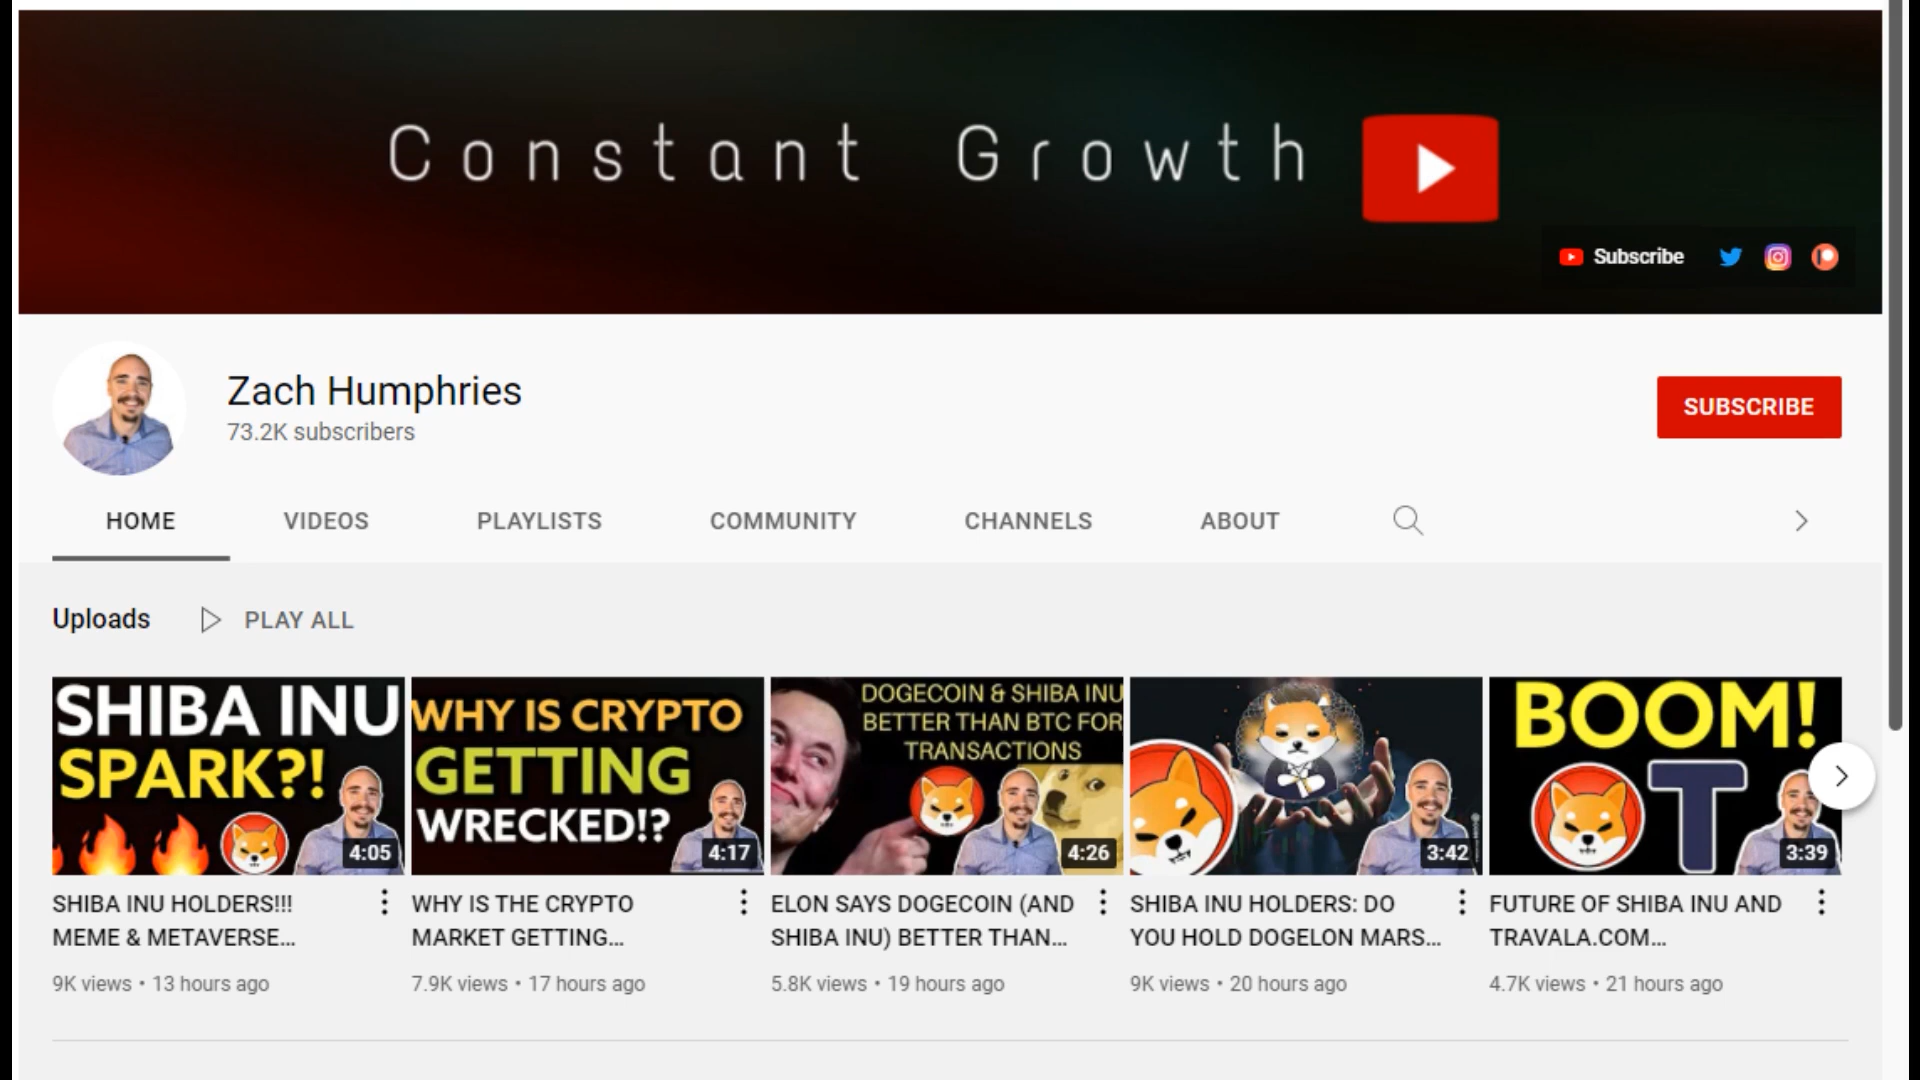 Constant Growth
Subscribe
Zach Humphries
73.2K subscribers
SUBSCRIBE
HOME
VIDEOS
PLAYLISTS
COMMUNITY
CHANNELS
ABOUT
Uploads
PLAY ALL
SHIBA INU
SPARK?!
4:05
WHY IS CRYPTO
GETTING
WRECKED!?
4:17
DOGECOIN & SHIBA INU
BETTER THAN BTC FOR
TRANSACTIONS
4:26
3:42
BOOM!
T
3:39
SHIBA INU HOLDERS!!!
MEME & METAVERSE...
9K views • 13 hours ago
WHY IS THE CRYPTO
MARKET GETTING...
7.9K views • 17 hours ago
ELON SAYS DOGECOIN (AND
SHIBA INU) BETTER THAN...
5.8K views • 19 hours ago
SHIBA INU HOLDERS: DO
YOU HOLD DOGELON MARS...
9K views • 20 hours ago
FUTURE OF SHIBA INU AND
TRAVALA.COM...
4.7K views • 21 hours ago